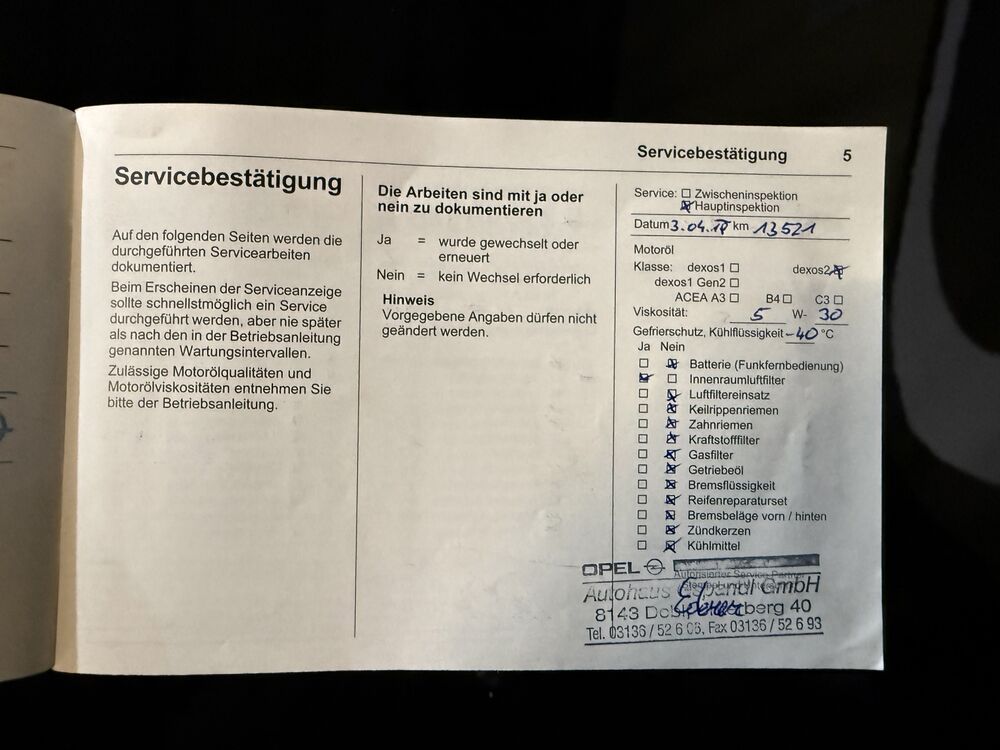 Servicebestätigung 5
Servicebestätigung
Auf den folgenden Seiten werden die
durchgeführten Servicearbeiten
dokumentiert.
Beim Erscheinen der Serviceanzeige
sollte schnellstmöglich ein Service
durchgeführt werden, aber nie später
als nach den in der Betriebsanleitung
genannten Wartungsintervallen.
Zulässige Motorölqualitäten und
Motorölviskositäten entnehmen Sie
bitte der Betriebsanleitung.
Die Arbeiten sind mit ja oder
nein zu dokumentieren
Ja = wurde gewechselt oder
erneuert
Nein = kein Wechsel erforderlich
Hinweis
Vorgegebene Angaben dürfen nicht
geändert werden.
Service: Zwischeninspektion
Hauptinspektion
Datum 3.04. km 13521
Motoröl
Klasse: dexos1 dexos2
dexos1 Gen2
ACEA A3 B4 C3
Viskosität: 5 W- 30
Gefrierschutz, Kühlflüssigkeit -40 °C
Ja Nein
Batterie (Funkfernbedienung)
Innenraumluftfilter
Luftfiltereinsatz
Keilrippenriemen
Zahnriemen
Kraftstofffilter
Gasfilter
Getriebeöl
Bremsflüssigkeit
Reifenreparaturset
Bremsbeläge vorn / hinten
Zündkerzen
Kühlmittel
OPEL
Autorisierter Service
Autohaus GmbH
8143 40
Tel. 03136 / 52 6 Fax 03136 / 52 6 93